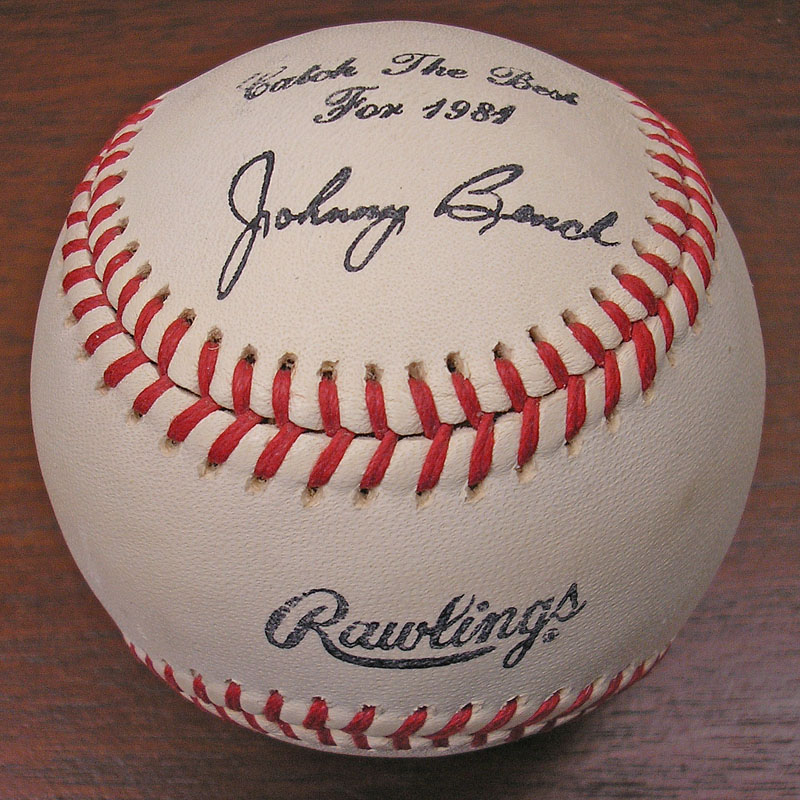 Catch The Best
For 1981
Johnny Bench
Rawlings®